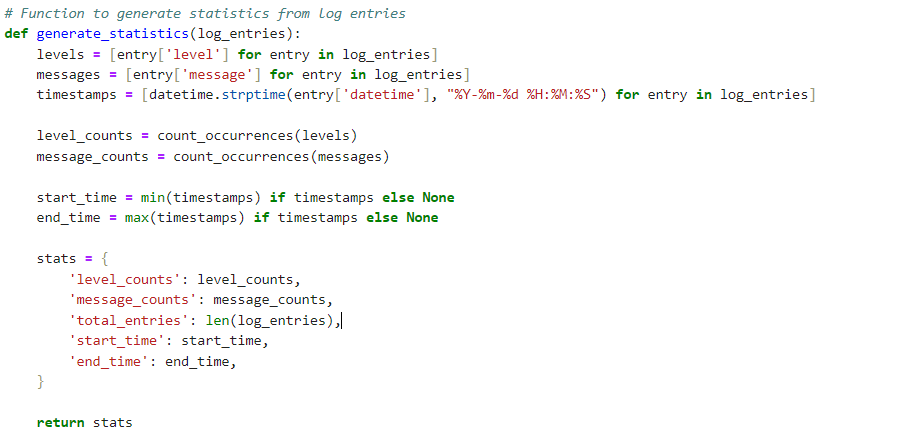 # Function to generate statistics from log entries
def generate_statistics(log_entries):
    levels = [entry['level'] for entry in log_entries]
    messages = [entry['message'] for entry in log_entries]
    timestamps = [datetime.strptime(entry['datetime'], "%Y-%m-%d %H:%M:%S") for entry in log_entries]

    level_counts = count_occurrences(levels)
    message_counts = count_occurrences(messages)

    start_time = min(timestamps) if timestamps else None
    end_time = max(timestamps) if timestamps else None

    stats = {
        'level_counts': level_counts,
        'message_counts': message_counts,
        'total_entries': len(log_entries),
        'start_time': start_time,
        'end_time': end_time,
    }

    return stats